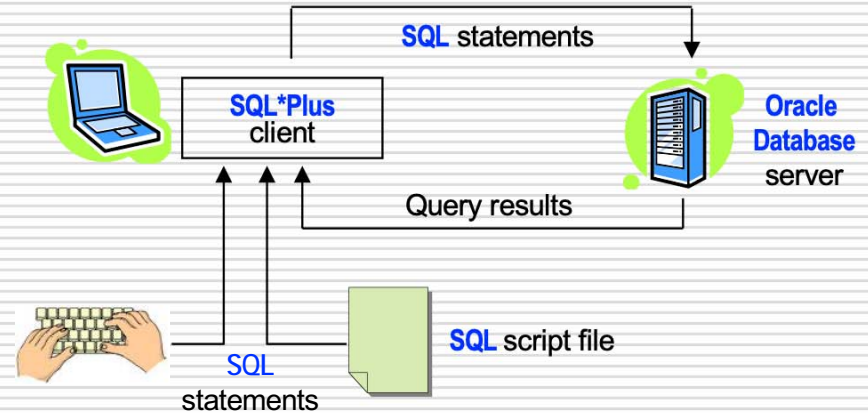 SQL statements
SQL*Plus
client
Oracle
Database
server
Query results
SQL script file
SQL
statements